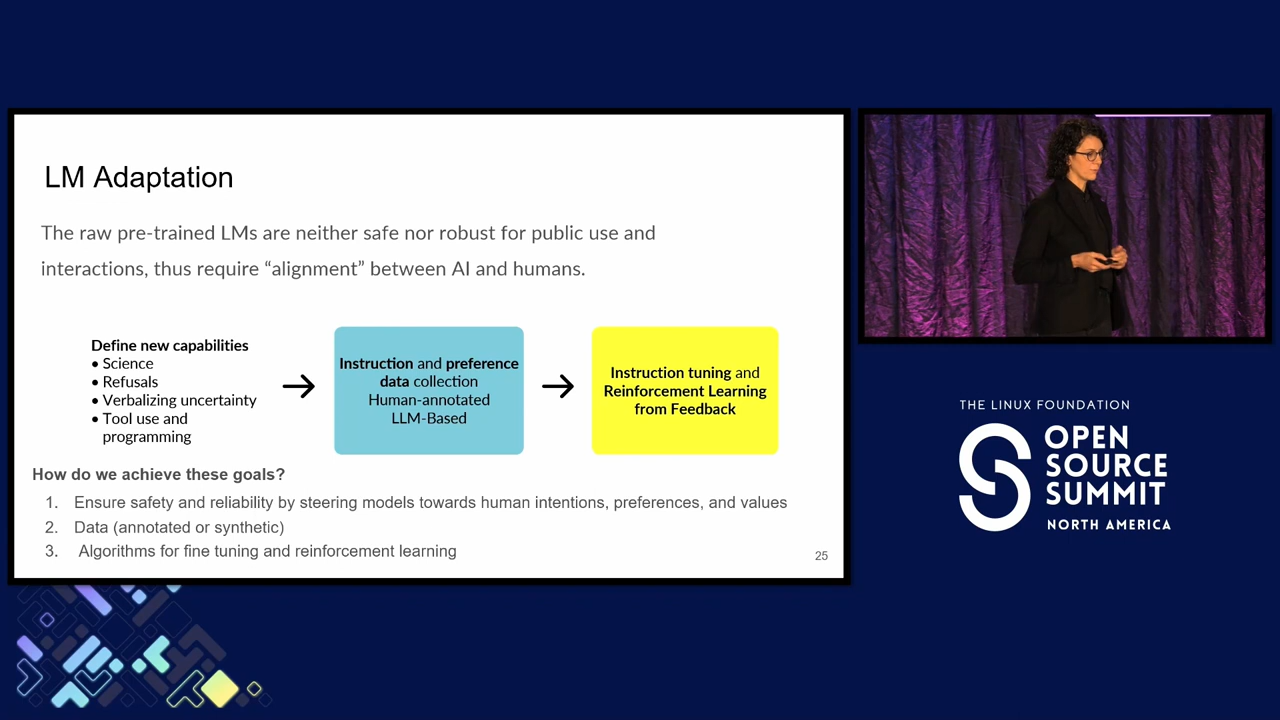 LM Adaptation
The raw pre-trained LMs are neither safe nor robust for public use and
interactions, thus require “alignment” between AI and humans.
Define new capabilities
• Science
• Refusals
• Verbalizing uncertainty
• Tool use and
programming
Instruction and preference
data collection
Human-annotated
LLM-Based
Instruction tuning and
Reinforcement Learning
from Feedback
How do we achieve these goals?
1. Ensure safety and reliability by steering models towards human intentions, preferences, and values
2. Data (annotated or synthetic)
3. Algorithms for fine tuning and reinforcement learning
25
THE LINUX FOUNDATION
OPEN
SOURCE
SUMMIT
NORTH AMERICA